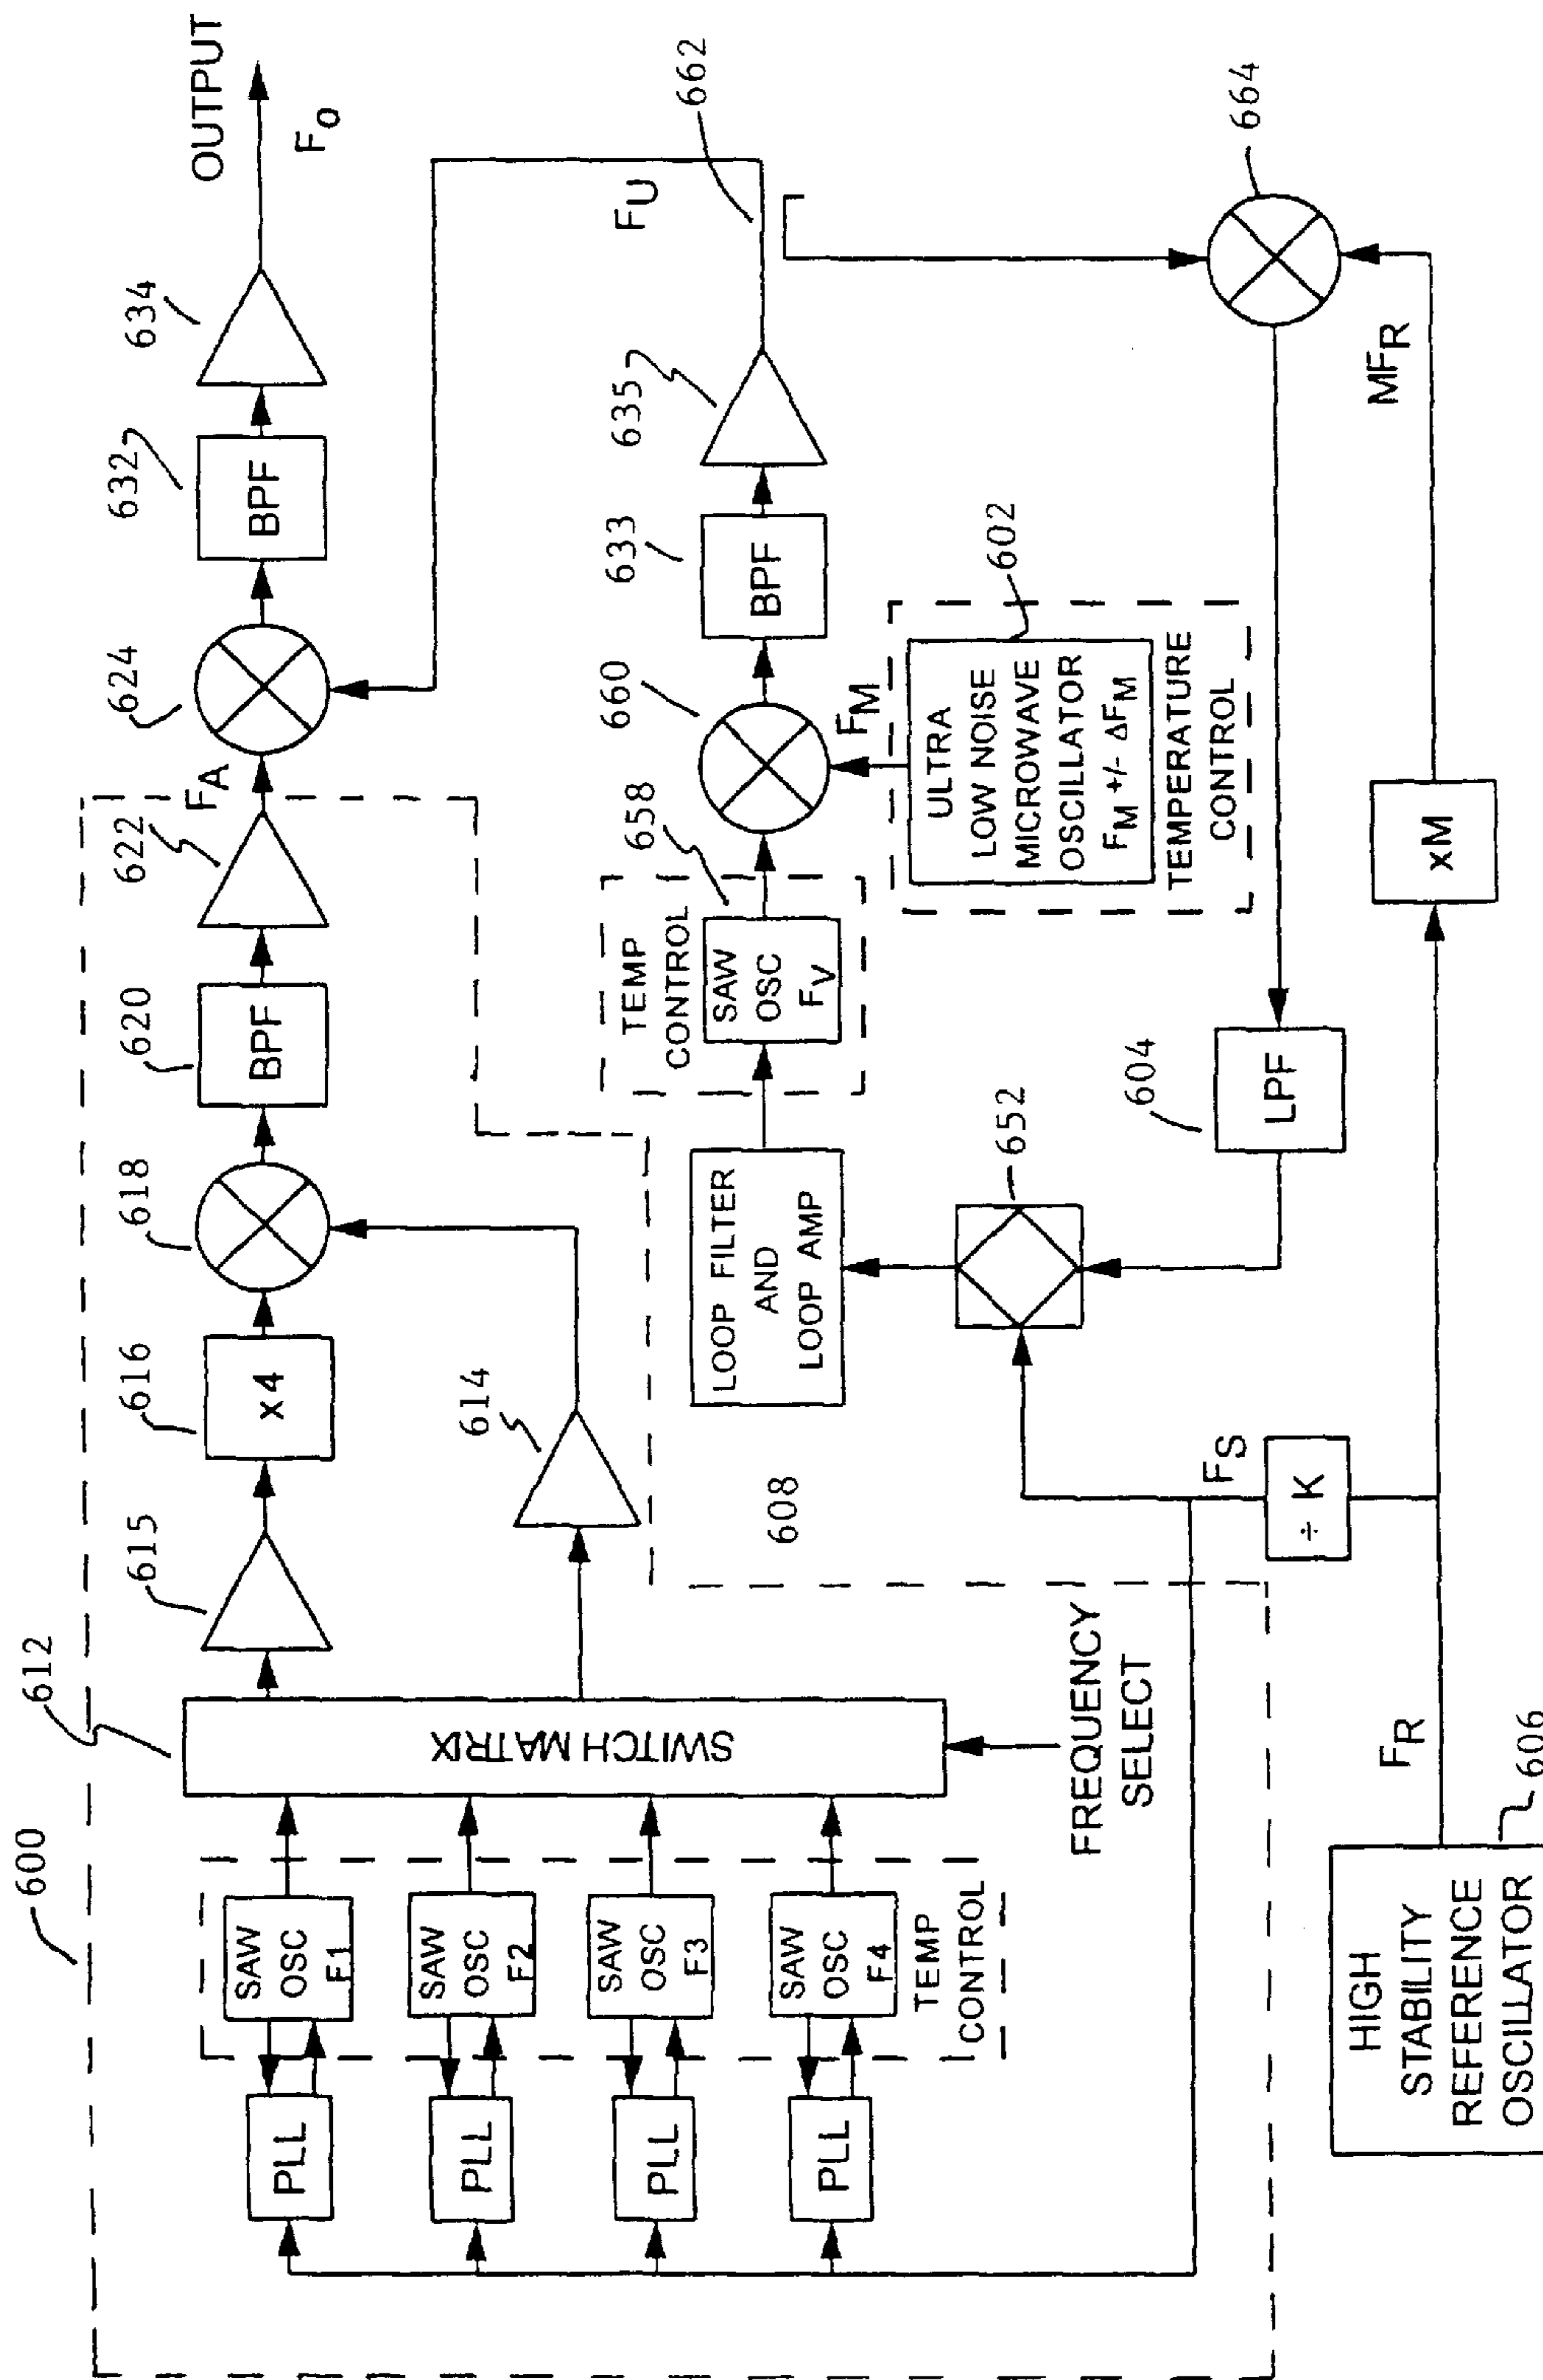 600
612
615
616
618
620
622
FA
624
632
634
OUTPUT
FO
SAW
OSC
F1
PLL
SAW
OSC
F2
PLL
SAW
OSC
F3
PLL
SAW
OSC
F4
PLL
TEMP
CONTROL
SWITCH MATRIX
FREQUENCY
SELECT
x4
BPF
BPF
614
608
LOOP FILTER
AND
LOOP AMP
TEMP
CONTROL
SAW
OSC
FV
658
660
FM
633
BPF
635
FU
662
ULTRA
LOW NOISE
MICROWAVE
OSCILLATOR
FM +/- ΔFM
602
TEMPERATURE
CONTROL
652
604
LPF
664
MFR
xM
FS
÷ K
FR
606
HIGH
STABILITY
REFERENCE
OSCILLATOR